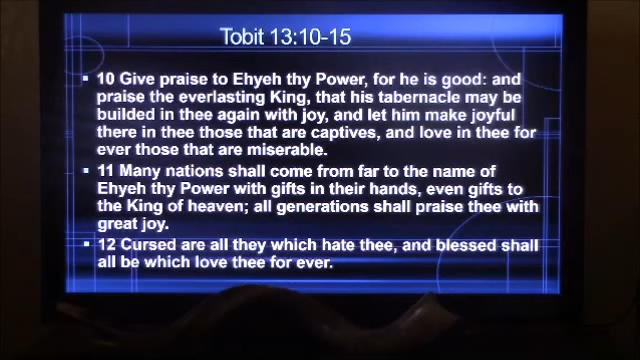 Tobit 13:10-15
▪ 10 Give praise to Ehyeh thy Power, for he is good: and
praise the everlasting King, that his tabernacle may be
builded in thee again with joy, and let him make joyful
there in thee those that are captives, and love in thee for
ever those that are miserable.
▪ 11 Many nations shall come from far to the name of
Ehyeh thy Power with gifts in their hands, even gifts to
the King of heaven; all generations shall praise thee with
great joy.
▪ 12 Cursed are all they which hate thee, and blessed shall
all be which love thee for ever.